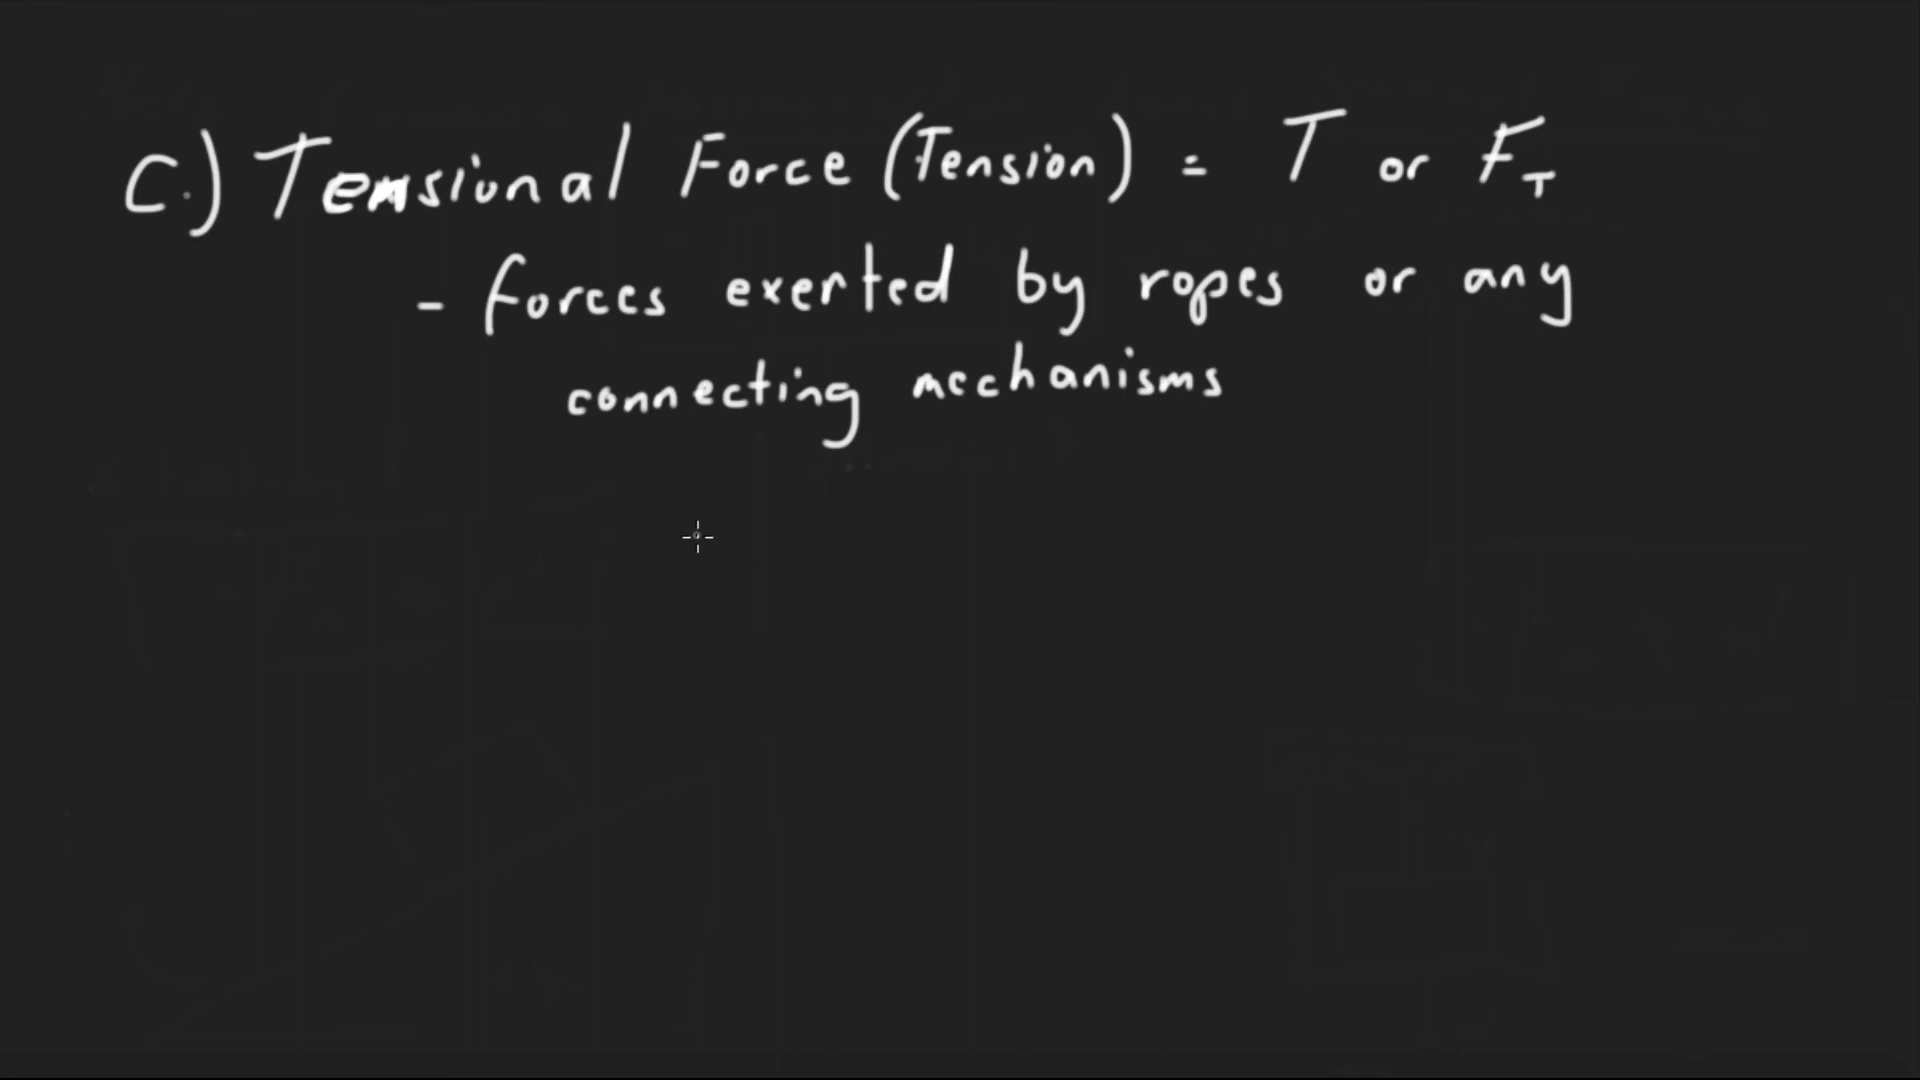 C.) Tensional Force (Tension) = T or F_T
- forces exerted by ropes or any
connecting mechanisms